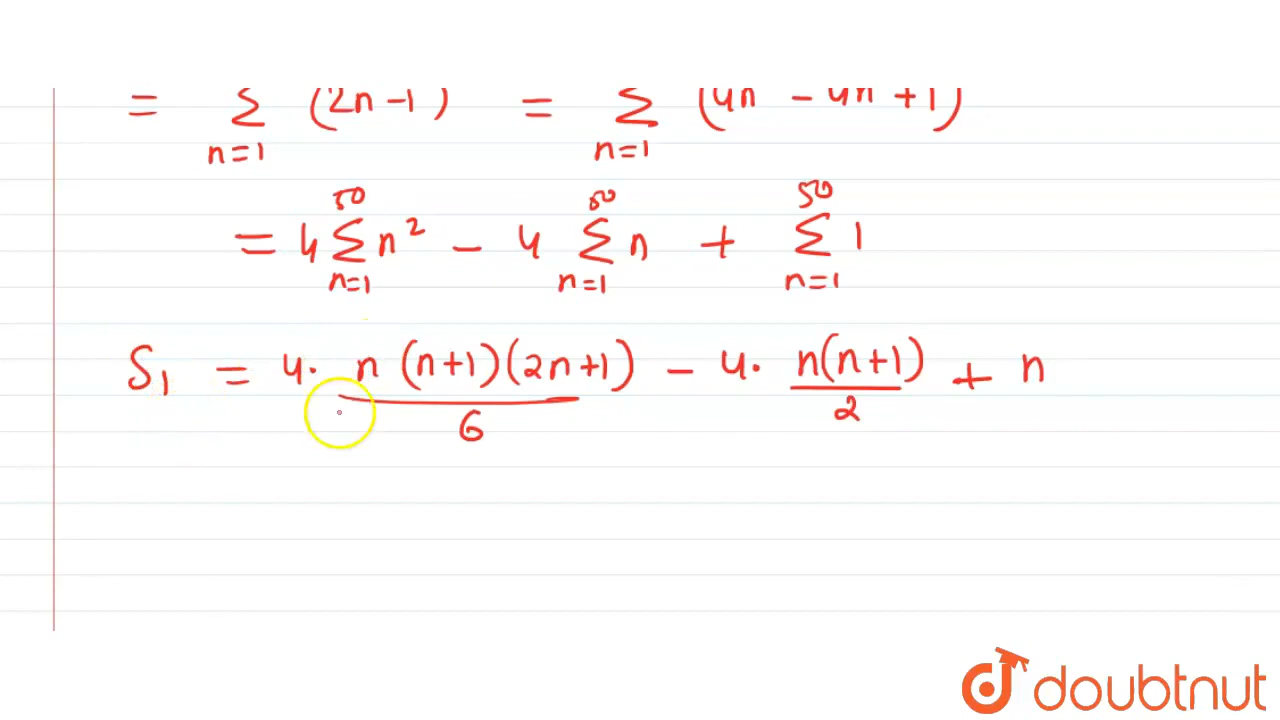 = Σ (2n-1) = Σ (4n - 4n + 1)
n=1 n=1
50 50 50
= 4 Σ n² - 4 Σ n + Σ 1
n=1 n=1 n=1
S₁ = 4. n (n+1)(2n+1) - 4. n(n+1) + n
6 2
doubtnut